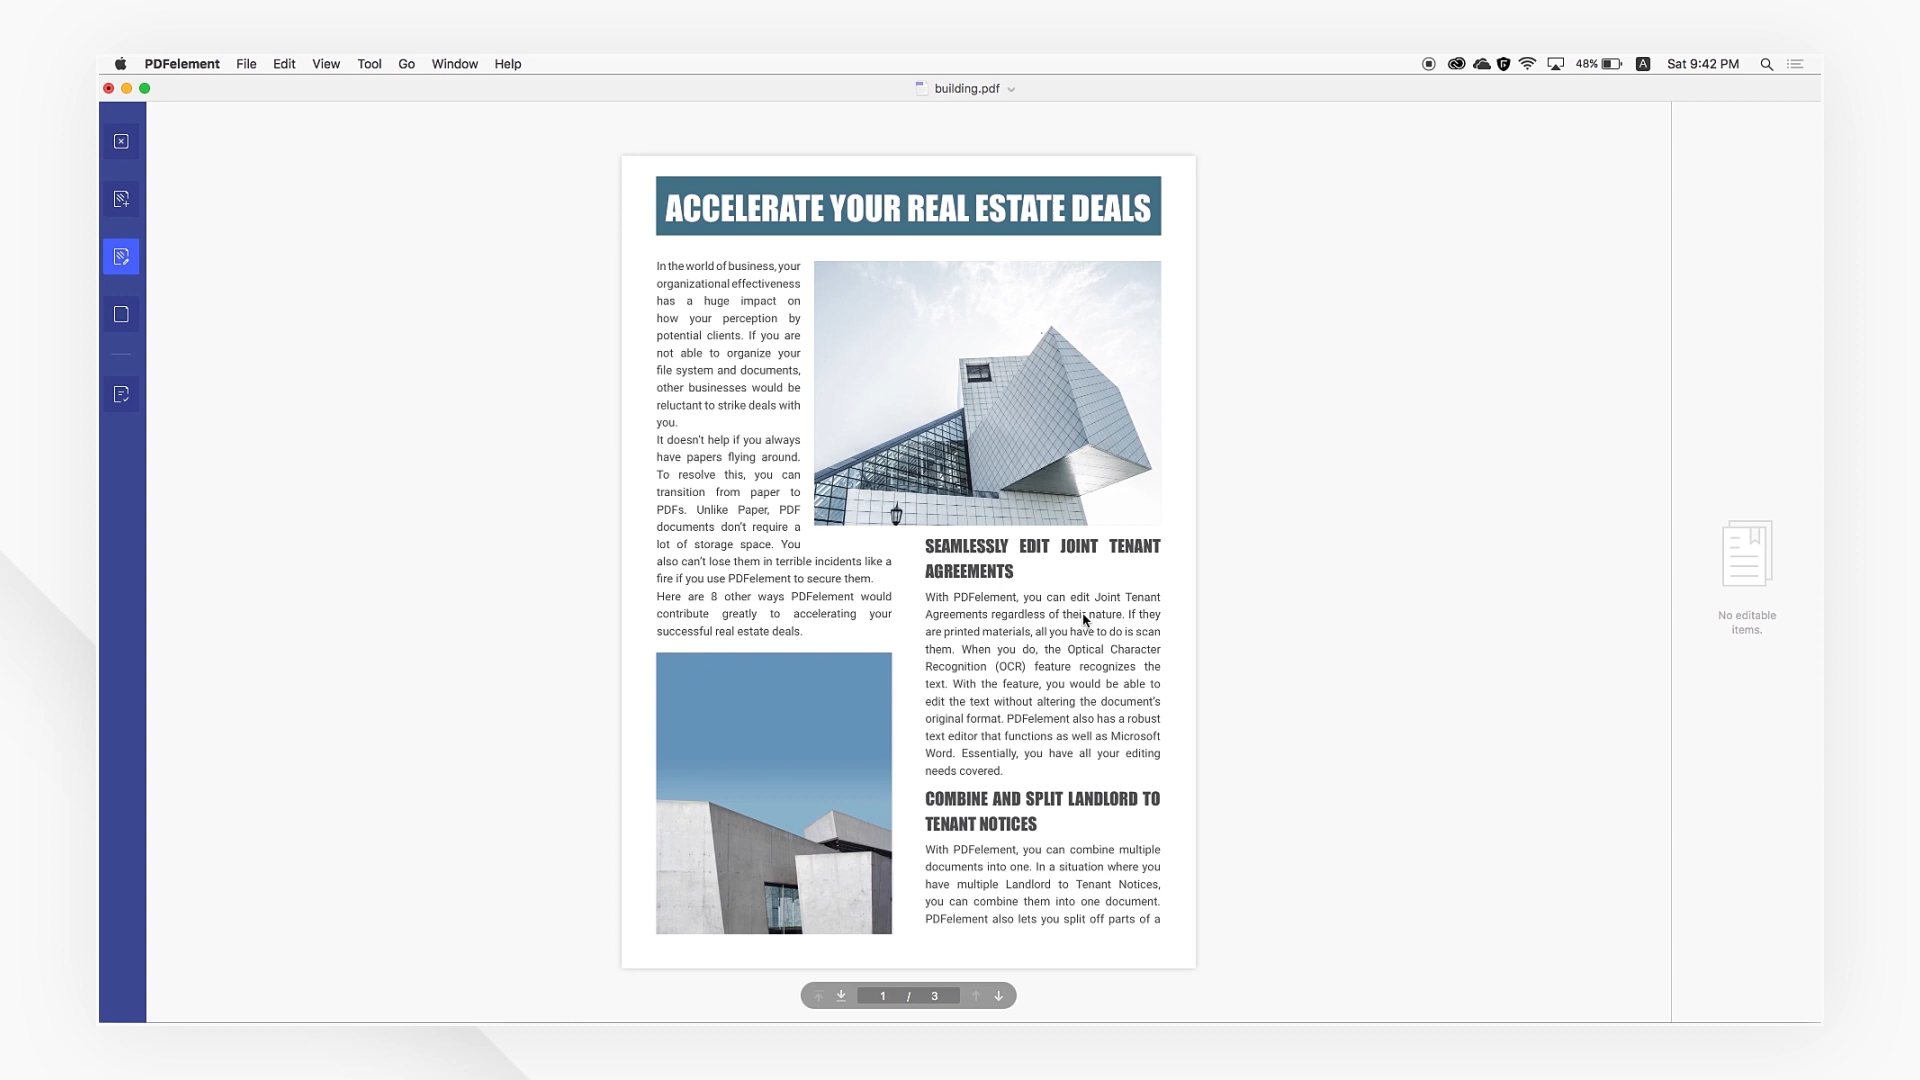 PDFelement File Edit View Tool Go Window Help
48% A Sat 9:42 PM
building.pdf
ACCELERATE YOUR REAL ESTATE DEALS
In the world of business, your
organizational effectiveness
has a huge impact on
how your perception by
potential clients. If you are
not able to organize your
file system and documents,
other businesses would be
reluctant to strike deals with
you.
It doesn't help if you always
have papers flying around.
To resolve this, you can
transition from paper to
PDFs. Unlike Paper, PDF
documents don't require a
lot of storage space. You
also can't lose them in terrible incidents like a
fire if you use PDFelement to secure them.
Here are 8 other ways PDFelement would
contribute greatly to accelerating your
successful real estate deals.
SEAMLESSLY EDIT JOINT TENANT
AGREEMENTS
With PDFelement, you can edit Joint Tenant
Agreements regardless of their nature. If they
are printed materials, all you have to do is scan
them. When you do, the Optical Character
Recognition (OCR) feature recognizes the
text. With the feature, you would be able to
edit the text without altering the document's
original format. PDFelement also has a robust
text editor that functions as well as Microsoft
Word. Essentially, you have all your editing
needs covered.
COMBINE AND SPLIT LANDLORD TO
TENANT NOTICES
With PDFelement, you can combine multiple
documents into one. In a situation where you
have multiple Landlord to Tenant Notices,
you can combine them into one document.
PDFelement also lets you split off parts of a
No editable
items.
1 / 3